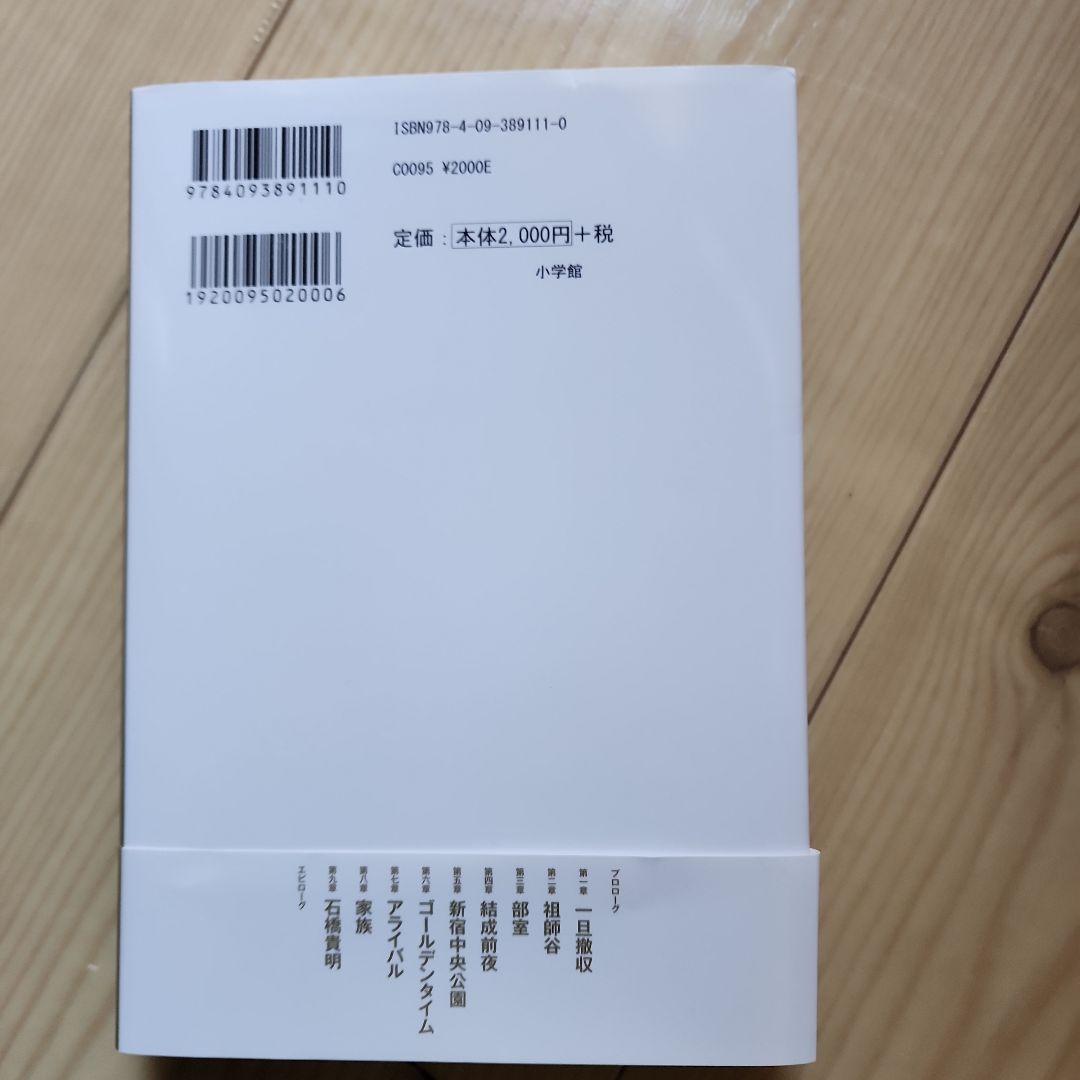 ISBN978-4-09-389111-0
9784093891110
C0095 ¥2000E
定価：本体2,000円＋税
1920095020006
小学館
プロローグ
第一章 一旦撤収
第二章 祖師谷
第三章 部室
第四章 結成前夜
第五章 新宿中央公園
第六章 ゴールデンタイム
第七章 アライバル
第八章 家族
第九章 石橋貴明
エピローグ